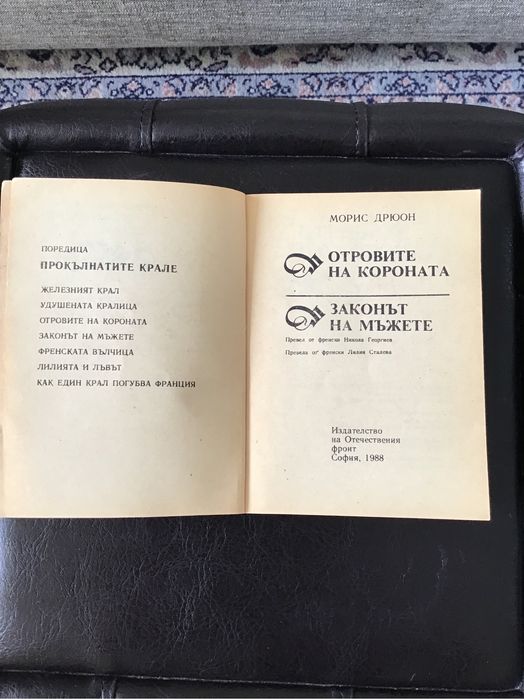 ПОРЕДИЦА
ПРОКЪЛНАТИТЕ КРАЛЕ
ЖЕЛЕЗНИЯТ КРАЛ
УДУШЕНАТА КРАЛИЦА
ОТРОВИТЕ НА КОРОНАТА
ЗАКОНЪТ НА МЪЖЕТЕ
ФРЕНСКАТА ВЪЛЧИЦА
ЛИЛИЯТА И ЛЪВЪТ
КАК ЕДИН КРАЛ ПОГУБВА ФРАНЦИЯ
МОРИС ДРЮОН
ОТРОВИТЕ
НА КОРОНАТА
ЗАКОНЪТ
НА МЪЖЕТЕ
Превел от френски Никола Георгиев
Превела от френски Лилия Сталева
Издателство
на Отечествения
фронт
София, 1988